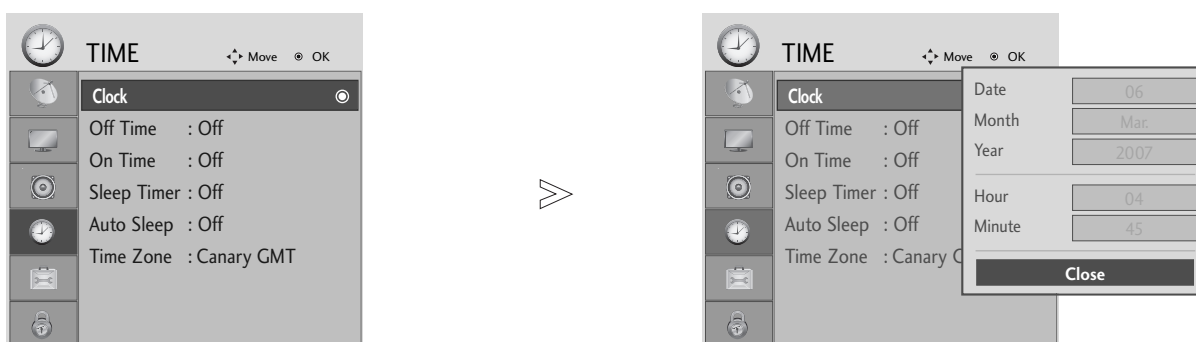 TIME
Move
OK
Clock
Off Time : Off
On Time : Off
Sleep Timer : Off
Auto Sleep : Off
Time Zone : Canary GMT
TIME
Move
OK
Clock
Off Time : Off
On Time : Off
Sleep Timer : Off
Auto Sleep : Off
Time Zone : Canary G
Date 06
Month Mar.
Year 2007
Hour 04
Minute 45
Close